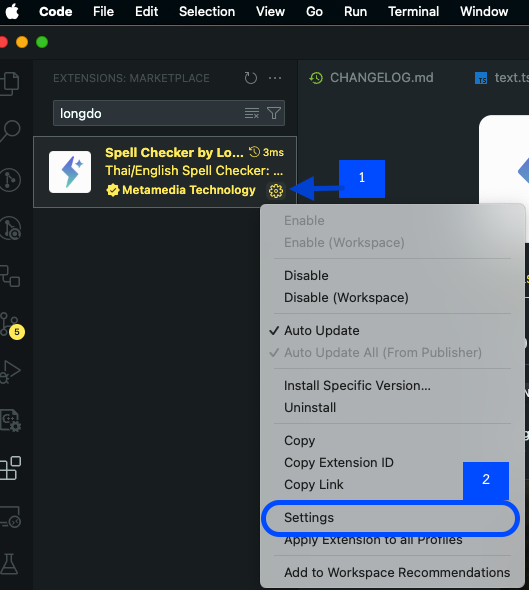 Code File Edit Selection View Go Run Terminal Window
EXTENSIONS: MARKETPLACE
CHANGELOG.md
TS text.ts
longdo
Spell Checker by Lo... 3ms
Thai/English Spell Checker: ...
Metamedia Technology
1
Enable
Enable (Workspace)
Disable
Disable (Workspace)
Auto Update
Auto Update All (From Publisher)
Install Specific Version...
Uninstall
Copy
Copy Extension ID
Copy Link
2
Settings
Apply Extension to all Profiles
Add to Workspace Recommendations
5